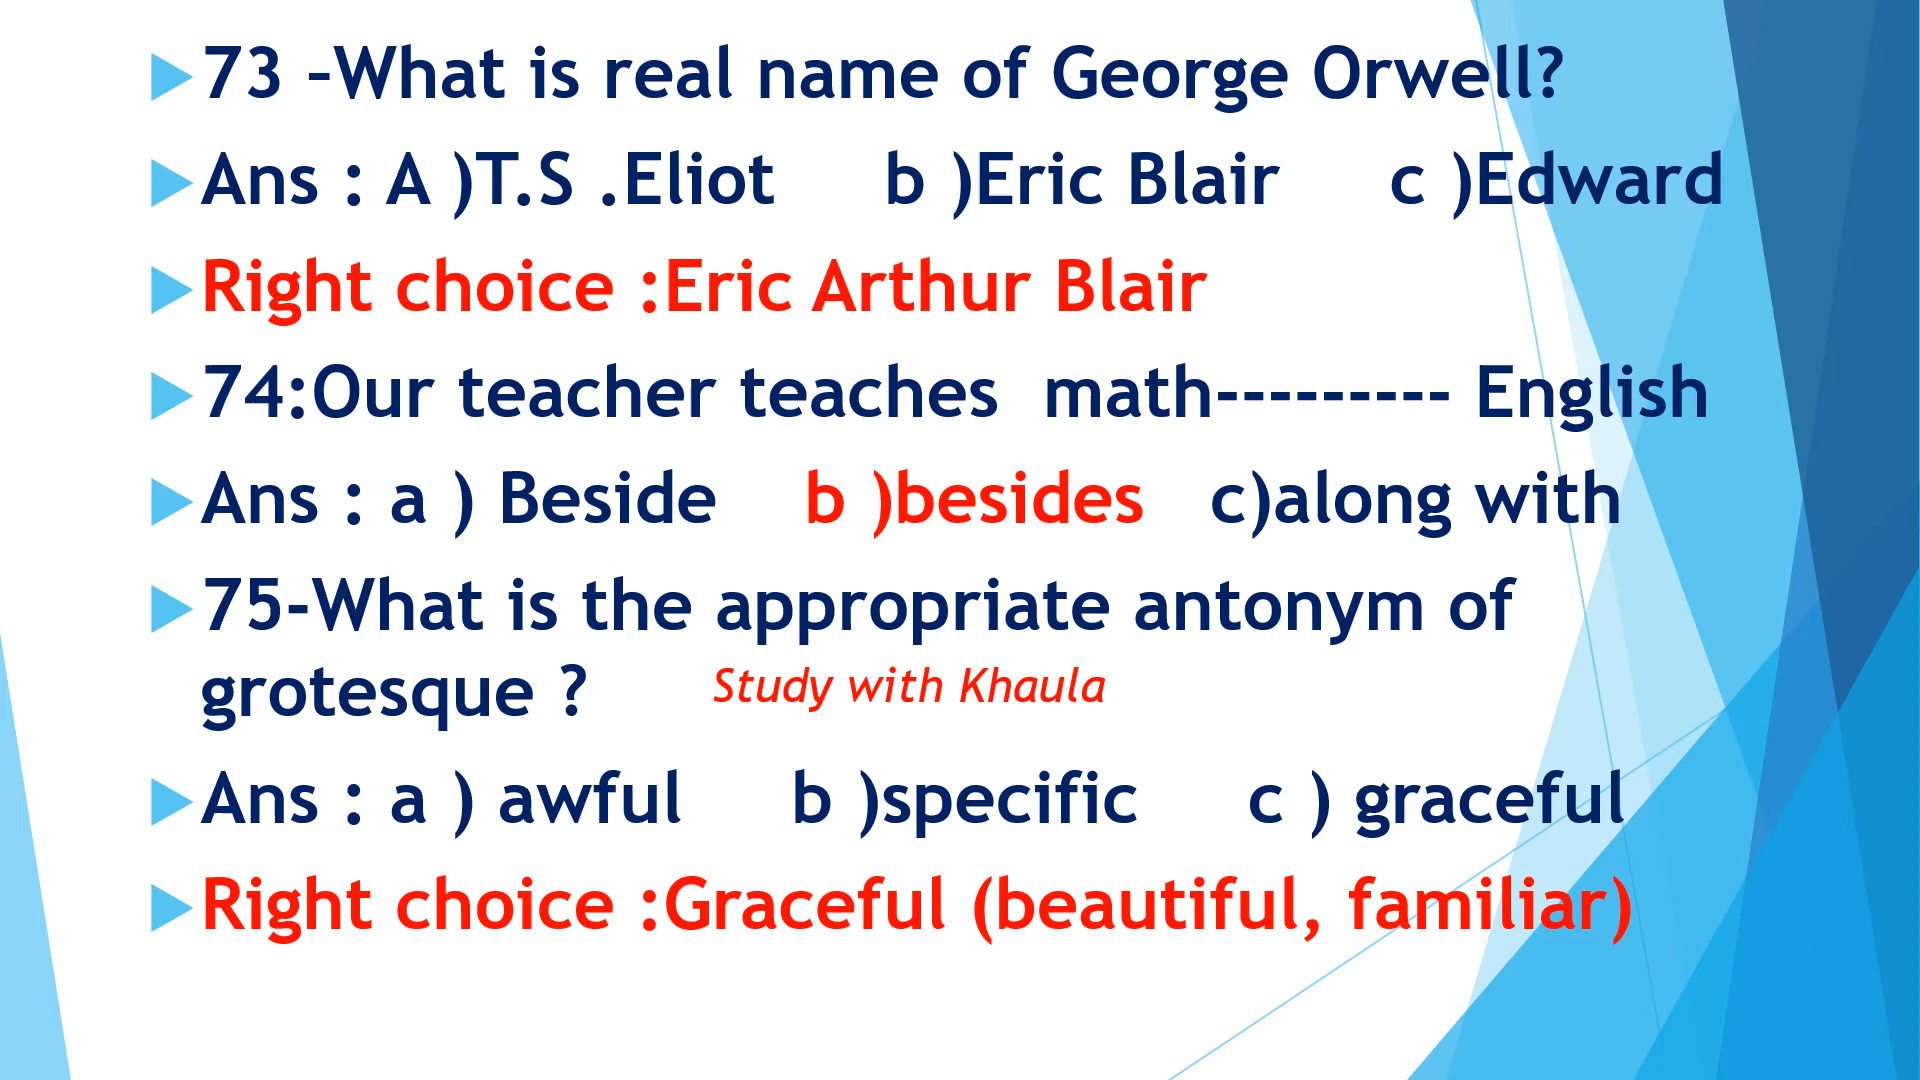 73 –What is real name of George Orwell?
Ans : A )T.S .Eliot b )Eric Blair c )Edward
Right choice :Eric Arthur Blair
74:Our teacher teaches math--------- English
Ans : a ) Beside b )besides c)along with
75-What is the appropriate antonym of
grotesque ? Study with Khaula
Ans : a ) awful b )specific c ) graceful
Right choice :Graceful (beautiful, familiar)